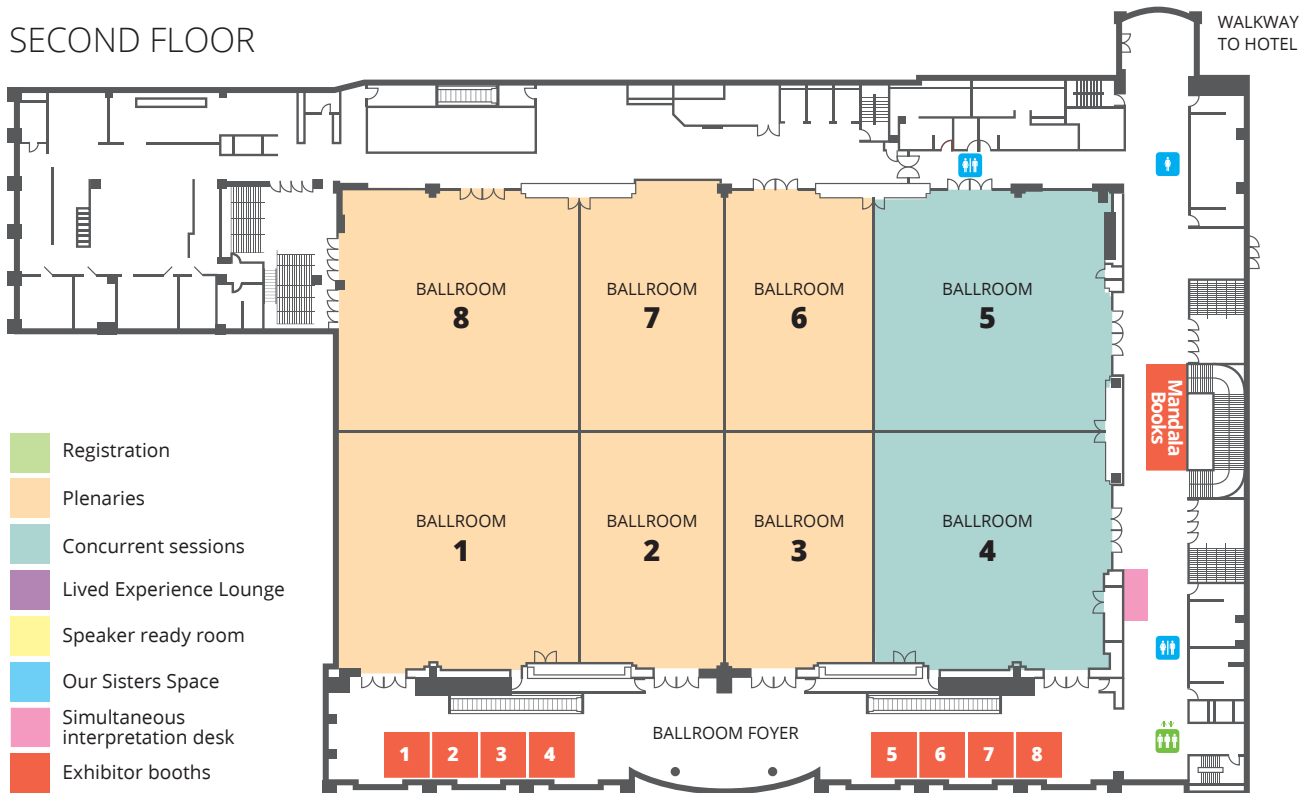 SECOND FLOOR
WALKWAY
TO HOTEL
BALLROOM
8
BALLROOM
7
BALLROOM
6
BALLROOM
5
Mandala
Books
BALLROOM
1
BALLROOM
2
BALLROOM
3
BALLROOM
4
Registration
Plenaries
Concurrent sessions
Lived Experience Lounge
Speaker ready room
Our Sisters Space
Simultaneous
interpretation desk
Exhibitor booths
BALLROOM FOYER
1
2
3
4
5
6
7
8